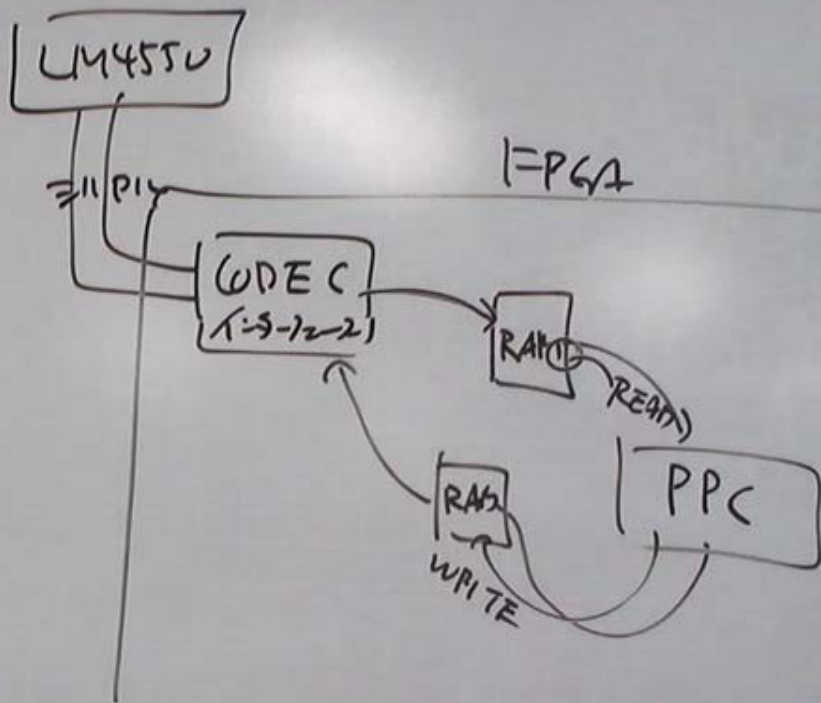 LM4550
FPGA
CODEC
RAM
READ
RAM
PPC
WRITE